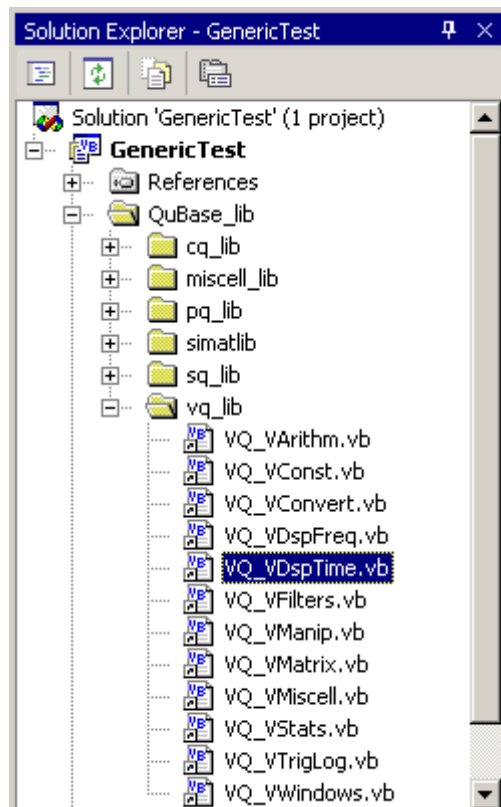 Solution Explorer - GenericTest
Solution 'GenericTest' (1 project)
GenericTest
References
QuBase_lib
cq_lib
miscell_lib
pq_lib
simatlib
sq_lib
vq_lib
VQ_VArithm.vb
VQ_VConst.vb
VQ_VConvert.vb
VQ_VDspFreq.vb
VQ_VDspTime.vb
VQ_VFilters.vb
VQ_VManip.vb
VQ_VMatrix.vb
VQ_VMiscell.vb
VQ_VStats.vb
VQ_VTrigLog.vb
VQ_VWindows.vb